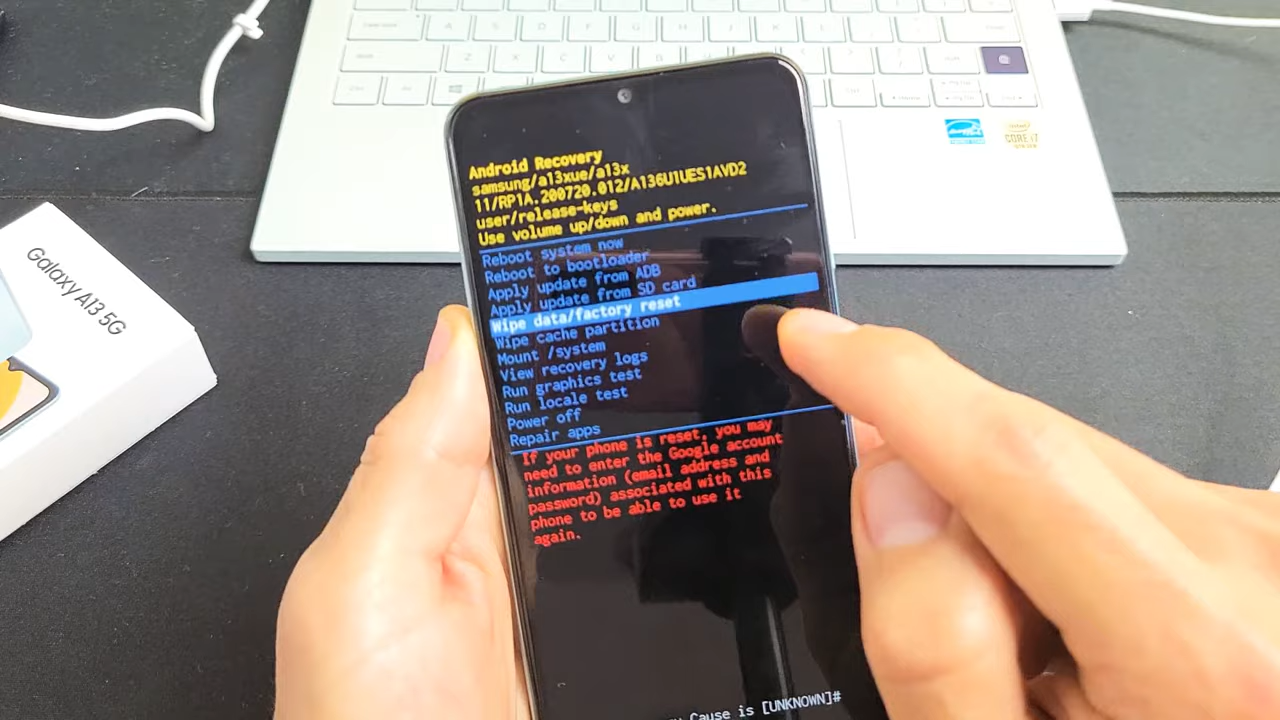 Android Recovery
samsung/a13xue/a13x
11/RP1A.200720.012/A136U1UES1AVD2
user/release-keys
Use volume up/down and power.
Reboot system now
Reboot to bootloader
Apply update from ADB
Apply update from SD card
Wipe data/factory reset
Wipe cache partition
Mount /system
View recovery logs
Run graphics test
Run locale test
Power off
Repair apps
If your phone is reset, you may
need to enter the Google account
information (email address and
password) associated with this
phone to be able to use it
again.
Cause is [UNKNOWN]#
Galaxy A13 5G
CORE i7
A S D F G H J K L
Z X C V B N M